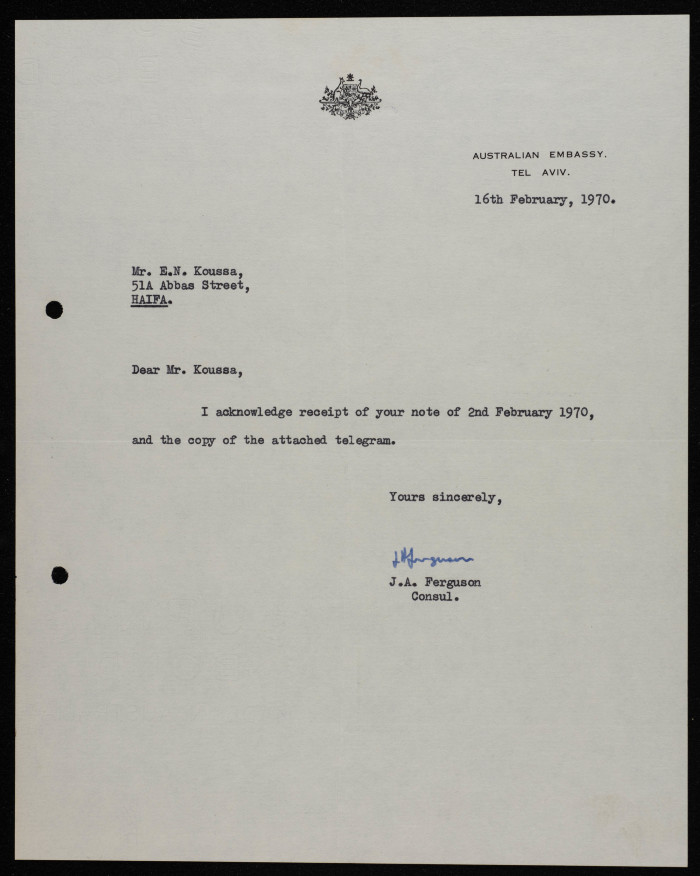 AUSTRALIAN EMBASSY.
TEL AVIV.
16th February, 1970.
Mr. E.N. Koussa,
51A Abbas Street,
HAIFA.
Dear Mr. Koussa,
I acknowledge receipt of your note of 2nd February 1970,
and the copy of the attached telegram.
Yours sincerely,
J A Ferguson
J.A. Ferguson
Consul.